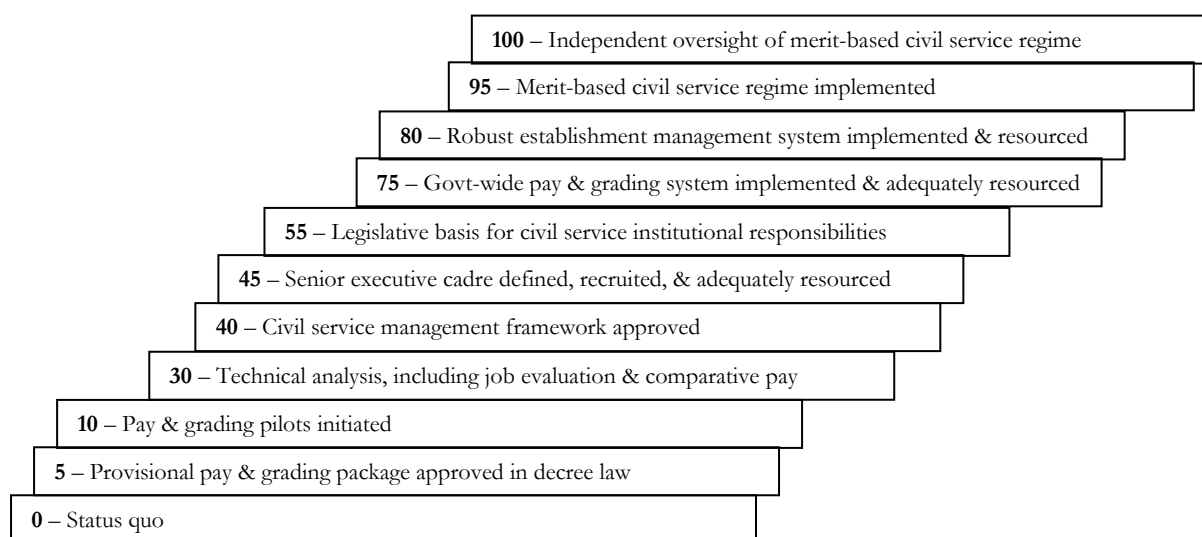 100 – Independent oversight of merit-based civil service regime
95 – Merit-based civil service regime implemented
80 – Robust establishment management system implemented & resourced
75 – Govt-wide pay & grading system implemented & adequately resourced
55 – Legislative basis for civil service institutional responsibilities
45 – Senior executive cadre defined, recruited, & adequately resourced
40 – Civil service management framework approved
30 – Technical analysis, including job evaluation & comparative pay
10 – Pay & grading pilots initiated
5 – Provisional pay & grading package approved in decree law
0 – Status quo